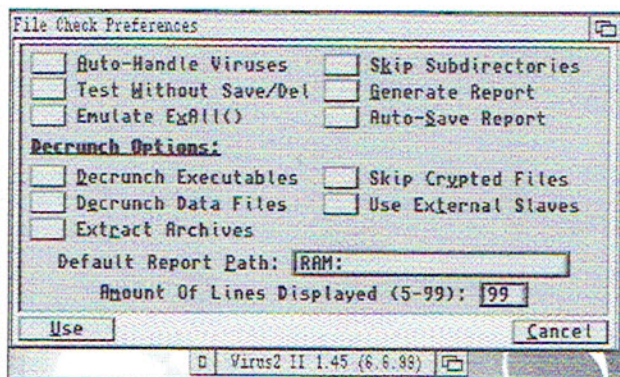 File Check Preferences
Auto-Handle Viruses
Skip Subdirectories
Test Without Save/Del
Generate Report
Emulate ExAll()
Auto-Save Report
Decrunch Options:
Decrunch Executables
Skip Crypted Files
Decrunch Data Files
Use External Slaves
Extract Archives
Default Report Path: RAM:
Amount Of Lines Displayed (5-99): 99
Use
Cancel
VirusZ II 1.45 (6.6.99)